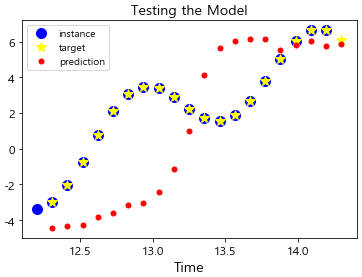 Testing the Model
instance
target
prediction
6
4
2
0
-2
-4
12.5 13.0 13.5 14.0
Time